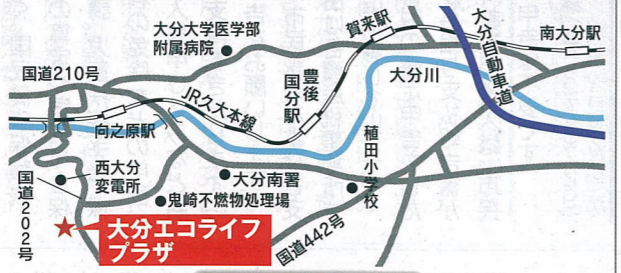 大分大学医学部
附属病院
賀来駅
大分自動車道
南大分駅
国道210号
JR久大本線
豊後
国分駅
大分川
向之原駅
西大分
変電所
大分南署
鬼崎不燃物処理場
稙田小学校
国道202号
大分エコライフ
プラザ
国道442号